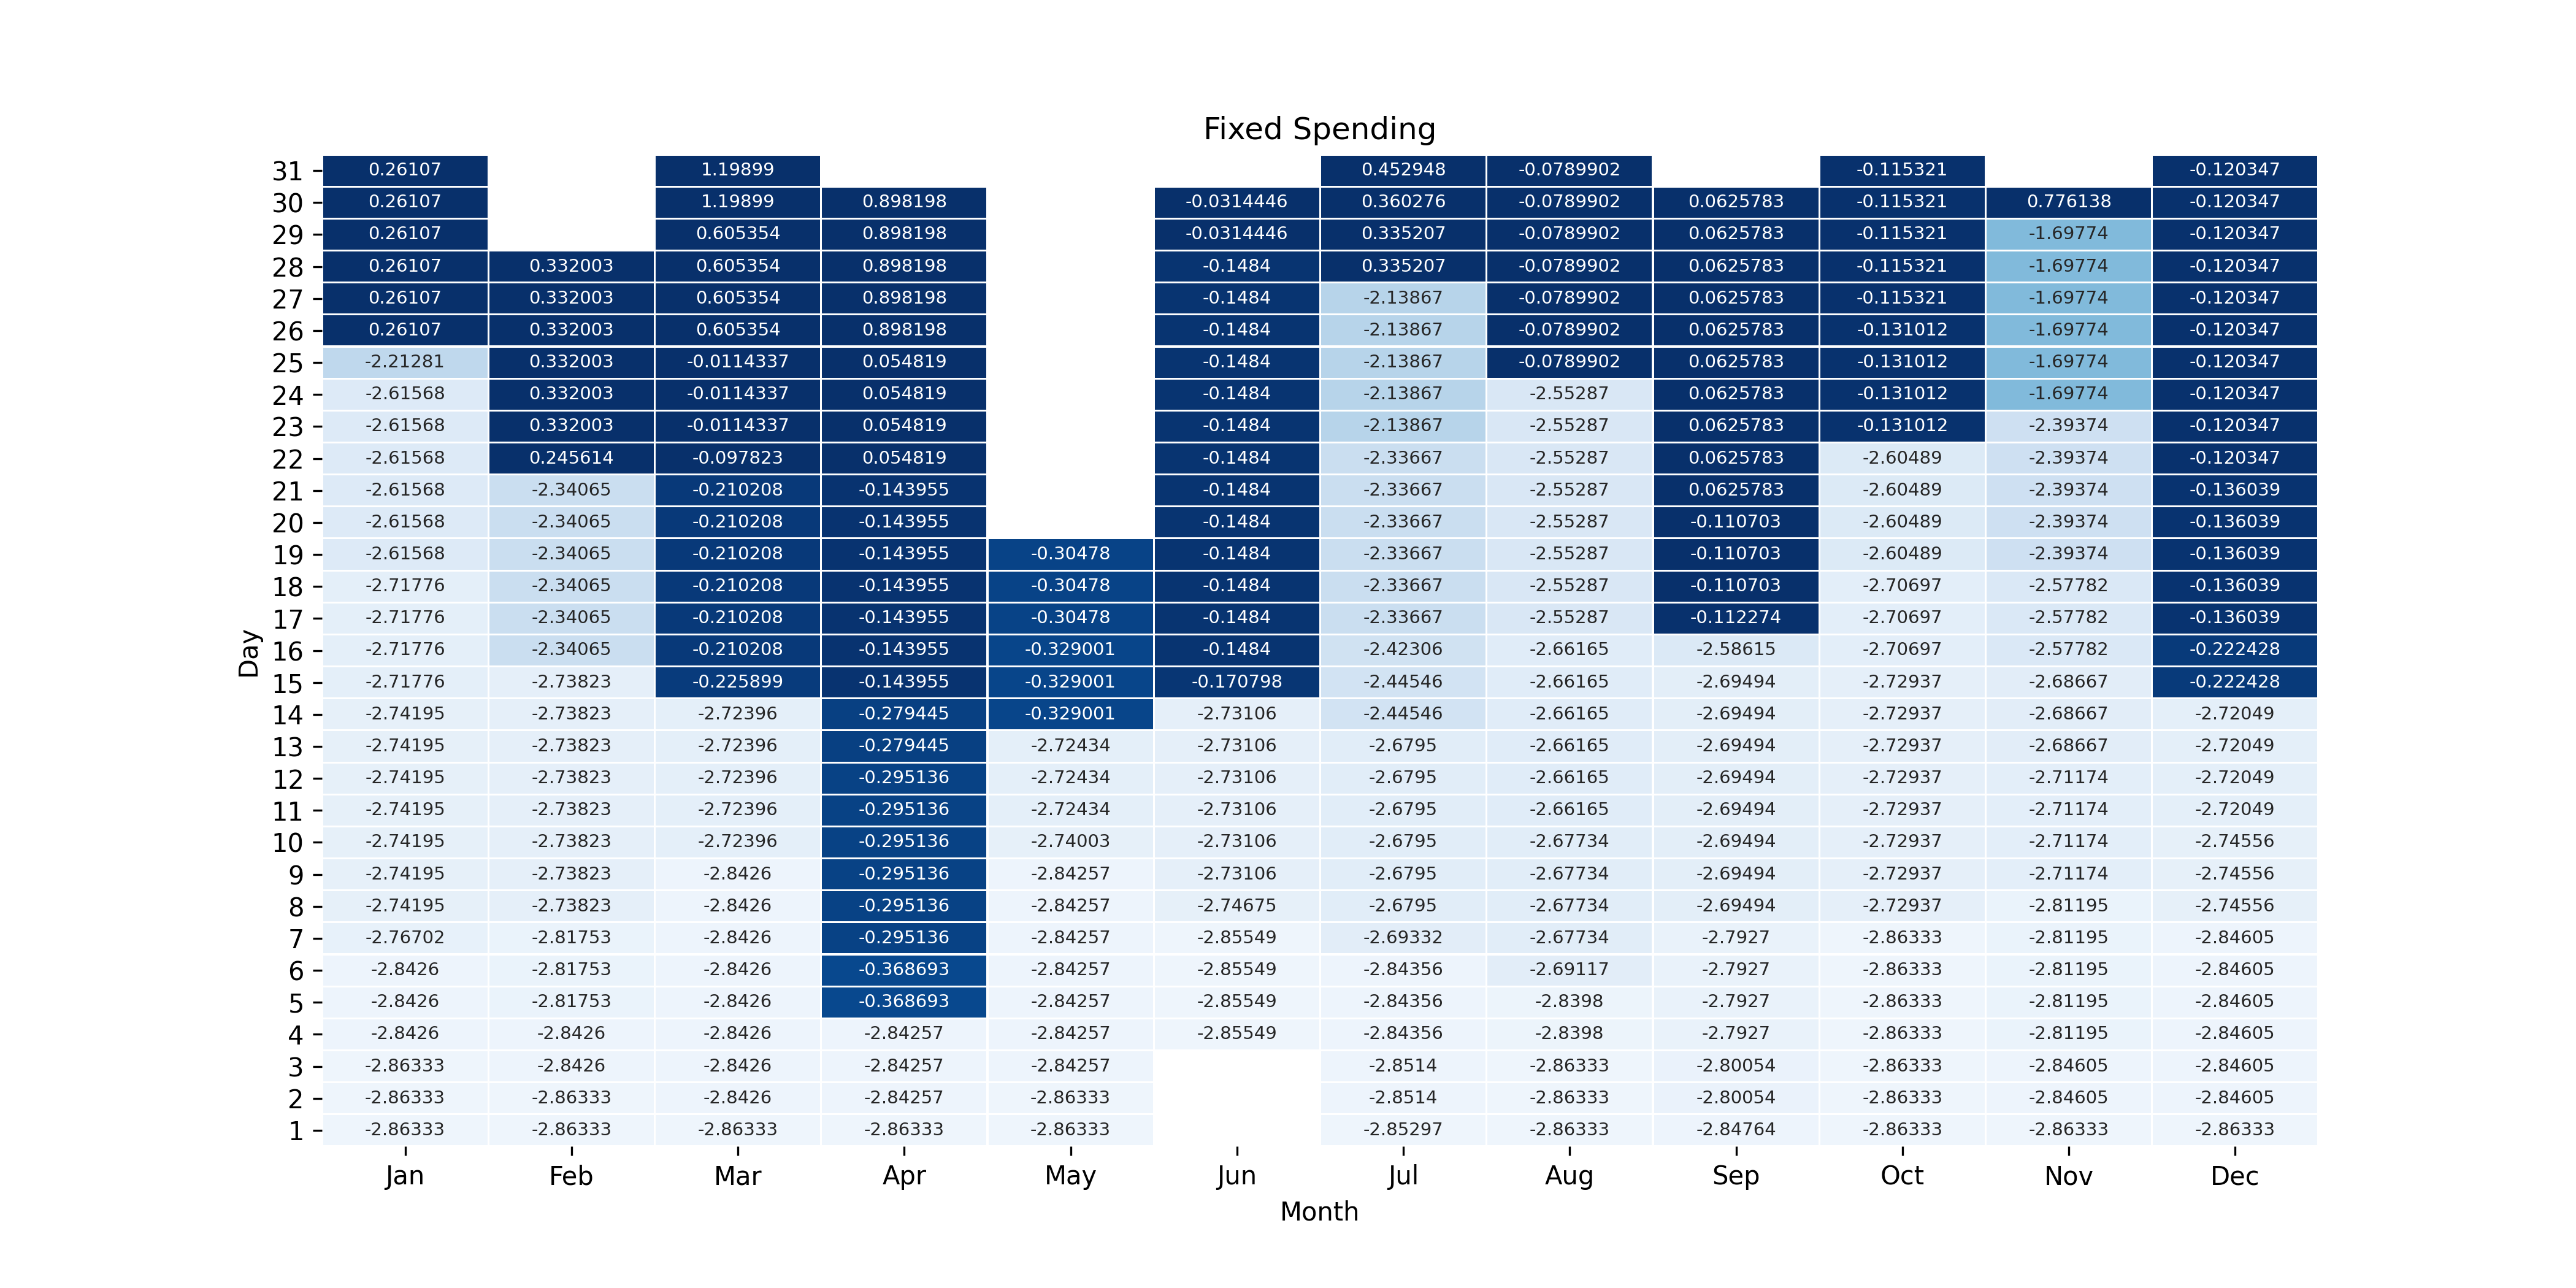 Fixed Spending
31 0.26107 1.19899 0.452948 -0.0789902 -0.115321 -0.120347
30 0.26107 1.19899 0.898198 -0.0314446 0.360276 -0.0789902 0.0625783 -0.115321 0.776138 -0.120347
29 0.26107 0.605354 0.898198 -0.0314446 0.335207 -0.0789902 0.0625783 -0.115321 -1.69774 -0.120347
28 0.26107 0.332003 0.605354 0.898198 -0.1484 0.335207 -0.0789902 0.0625783 -0.115321 -1.69774 -0.120347
27 0.26107 0.332003 0.605354 0.898198 -0.1484 -2.13867 -0.0789902 0.0625783 -0.115321 -1.69774 -0.120347
26 0.26107 0.332003 0.605354 0.898198 -0.1484 -2.13867 -0.0789902 0.0625783 -0.131012 -1.69774 -0.120347
25 -2.21281 0.332003 -0.0114337 0.054819 -0.1484 -2.13867 -0.0789902 0.0625783 -0.131012 -1.69774 -0.120347
24 -2.61568 0.332003 -0.0114337 0.054819 -0.1484 -2.13867 -2.55287 0.0625783 -0.131012 -1.69774 -0.120347
23 -2.61568 0.332003 -0.0114337 0.054819 -0.1484 -2.13867 -2.55287 0.0625783 -0.131012 -2.39374 -0.120347
22 -2.61568 0.245614 -0.097823 0.054819 -0.1484 -2.33667 -2.55287 0.0625783 -2.60489 -2.39374 -0.120347
21 -2.61568 -2.34065 -0.210208 -0.143955 -0.1484 -2.33667 -2.55287 0.0625783 -2.60489 -2.39374 -0.136039
20 -2.61568 -2.34065 -0.210208 -0.143955 -0.1484 -2.33667 -2.55287 -0.110703 -2.60489 -2.39374 -0.136039
19 -2.61568 -2.34065 -0.210208 -0.143955 -0.30478 -0.1484 -2.33667 -2.55287 -0.110703 -2.60489 -2.39374 -0.136039
18 -2.71776 -2.34065 -0.210208 -0.143955 -0.30478 -0.1484 -2.33667 -2.55287 -0.110703 -2.70697 -2.57782 -0.136039
17 -2.71776 -2.34065 -0.210208 -0.143955 -0.30478 -0.1484 -2.33667 -2.55287 -0.112274 -2.70697 -2.57782 -0.136039
16 -2.71776 -2.34065 -0.210208 -0.143955 -0.329001 -0.1484 -2.42306 -2.66165 -2.58615 -2.70697 -2.57782 -0.222428
15 -2.71776 -2.73823 -0.225899 -0.143955 -0.329001 -0.170798 -2.44546 -2.66165 -2.69494 -2.72937 -2.68667 -0.222428
14 -2.74195 -2.73823 -2.72396 -0.279445 -0.329001 -2.73106 -2.44546 -2.66165 -2.69494 -2.72937 -2.68667 -2.72049
13 -2.74195 -2.73823 -2.72396 -0.279445 -2.72434 -2.73106 -2.6795 -2.66165 -2.69494 -2.72937 -2.68667 -2.72049
12 -2.74195 -2.73823 -2.72396 -0.295136 -2.72434 -2.73106 -2.6795 -2.66165 -2.69494 -2.72937 -2.71174 -2.72049
11 -2.74195 -2.73823 -2.72396 -0.295136 -2.72434 -2.73106 -2.6795 -2.66165 -2.69494 -2.72937 -2.71174 -2.72049
10 -2.74195 -2.73823 -2.72396 -0.295136 -2.74003 -2.73106 -2.6795 -2.67734 -2.69494 -2.72937 -2.71174 -2.74556
9 -2.74195 -2.73823 -2.8426 -0.295136 -2.84257 -2.73106 -2.6795 -2.67734 -2.69494 -2.72937 -2.71174 -2.74556
8 -2.74195 -2.73823 -2.8426 -0.295136 -2.84257 -2.74675 -2.6795 -2.67734 -2.69494 -2.72937 -2.81195 -2.74556
7 -2.76702 -2.81753 -2.8426 -0.295136 -2.84257 -2.85549 -2.69332 -2.67734 -2.7927 -2.86333 -2.81195 -2.84605
6 -2.8426 -2.81753 -2.8426 -0.368693 -2.84257 -2.85549 -2.84356 -2.69117 -2.7927 -2.86333 -2.81195 -2.84605
5 -2.8426 -2.81753 -2.8426 -0.368693 -2.84257 -2.85549 -2.84356 -2.8398 -2.7927 -2.86333 -2.81195 -2.84605
4 -2.8426 -2.8426 -2.8426 -2.84257 -2.84257 -2.85549 -2.84356 -2.8398 -2.7927 -2.86333 -2.81195 -2.84605
3 -2.86333 -2.8426 -2.8426 -2.84257 -2.84257 -2.8514 -2.86333 -2.80054 -2.86333 -2.84605 -2.84605
2 -2.86333 -2.86333 -2.8426 -2.84257 -2.86333 -2.8514 -2.86333 -2.80054 -2.86333 -2.84605 -2.84605
1 -2.86333 -2.86333 -2.86333 -2.86333 -2.86333 -2.85297 -2.86333 -2.84764 -2.86333 -2.86333 -2.86333
Day
Jan Feb Mar Apr May Jun Jul Aug Sep Oct Nov Dec
Month